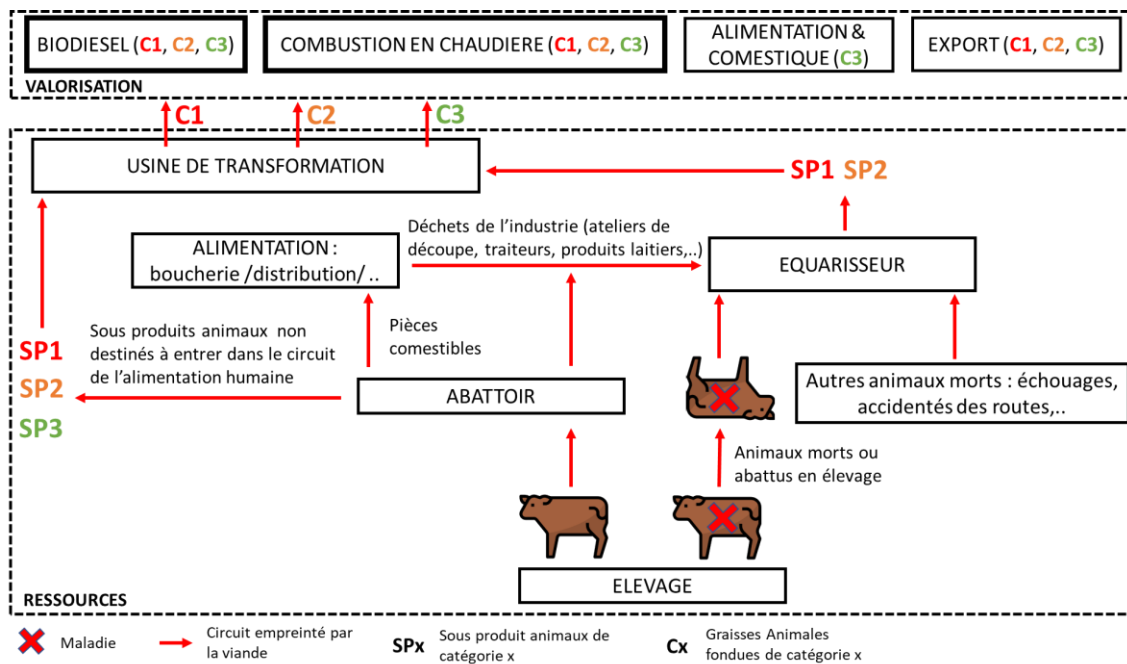 BIODIESEL (C1, C2, C3)
COMBUSTION EN CHAUDIERE (C1, C2, C3)
ALIMENTATION &
COMESTIQUE (C3)
EXPORT (C1, C2, C3)
VALORISATION
C1
C2
C3
USINE DE TRANSFORMATION
SP1 SP2
ALIMENTATION :
boucherie /distribution/ ..
Déchets de l'industrie (ateliers de
découpe, traiteurs, produits laitiers,..)
EQUARISSEUR
SP1
SP2
SP3
Sous produits animaux non
destinés à entrer dans le circuit
de l'alimentation humaine
Pièces
comestibles
ABATTOIR
Autres animaux morts : échouages,
accidentés des routes,..
Animaux morts ou
abattus en élevage
ELEVAGE
RESSOURCES
Maladie
Circuit empreinté par
la viande
SPx
Sous produit animaux de
catégorie x
Cx
Graisses Animales
fondues de catégorie x